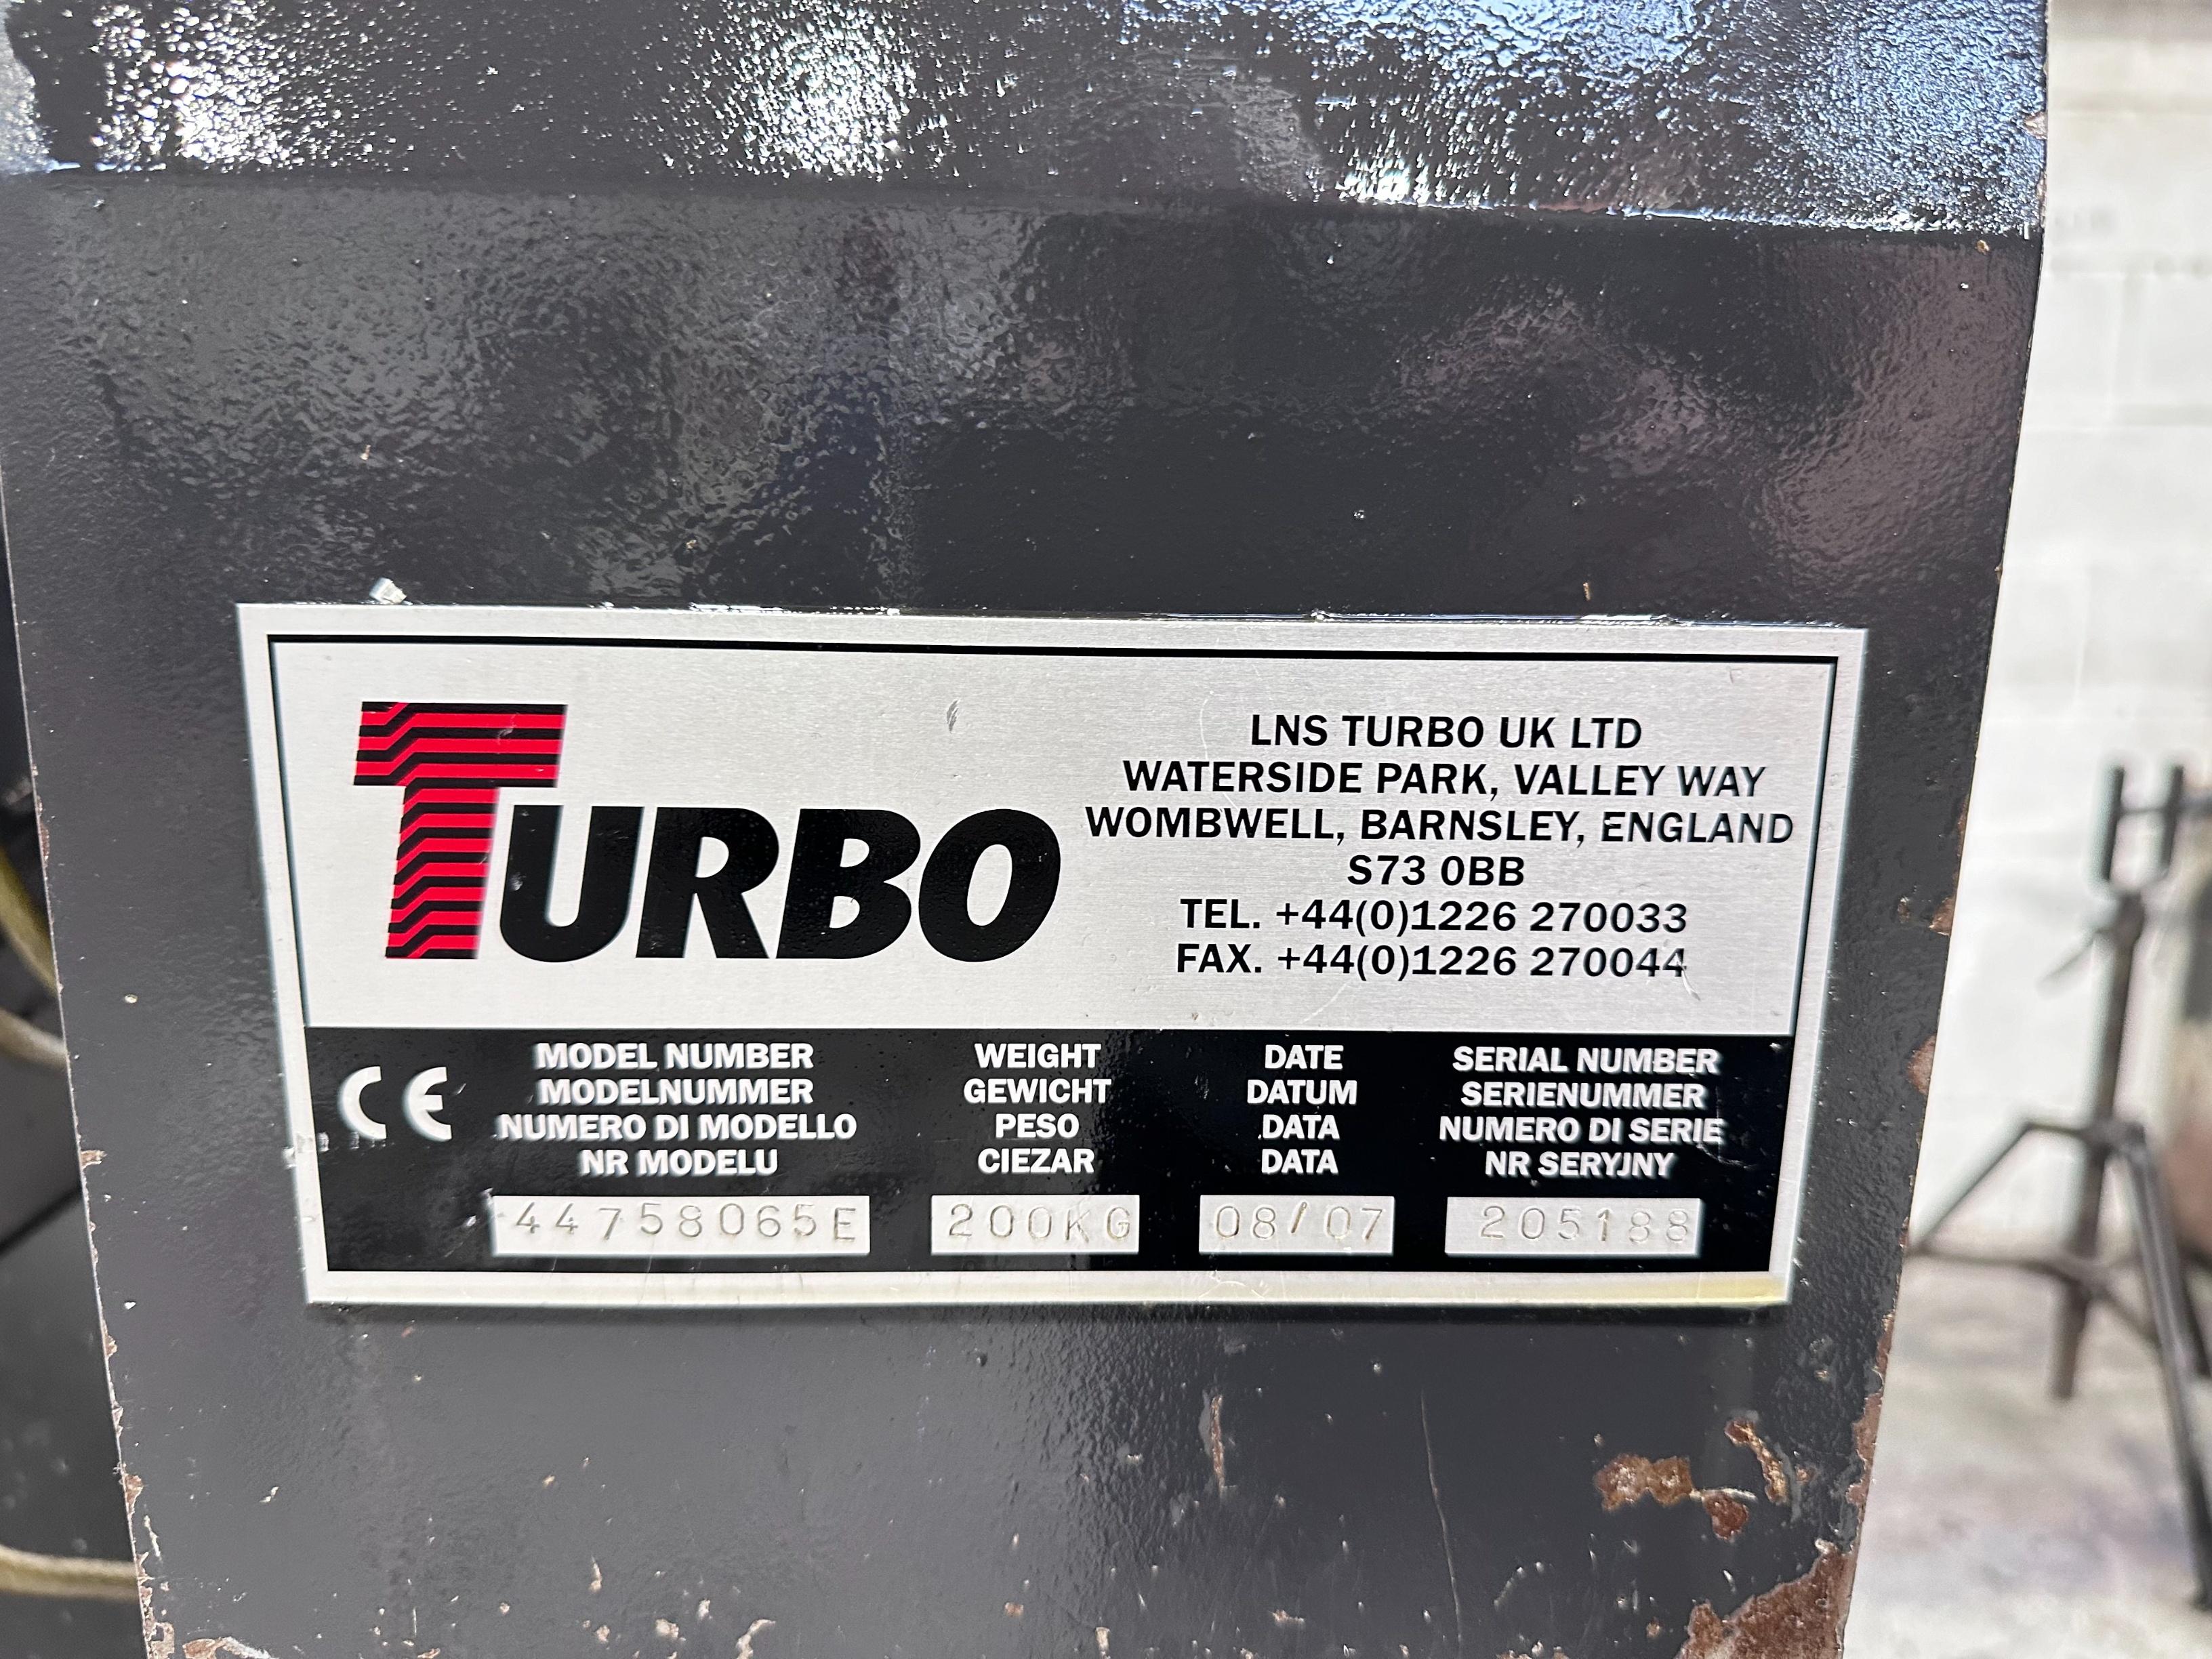 TURBO
LNS TURBO UK LTD
WATERSIDE PARK, VALLEY WAY
WOMBWELL, BARNSLEY, ENGLAND
S73 0BB
TEL. +44(0)1226 270033
FAX. +44(0)1226 270044
CE
MODEL NUMBER
MODELNUMMER
NUMERO DI MODELLO
NR MODELU
44758065E
WEIGHT
GEWICHT
PESO
CIEZAR
200KG
DATE
DATUM
DATA
DATA
08/07
SERIAL NUMBER
SERIENUMMER
NUMERO DI SERIE
NR SERYJNY
205188